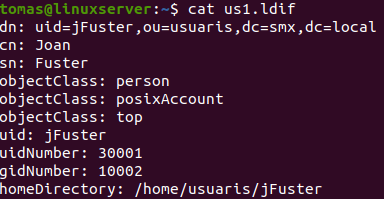 tomas@linuxserver:~$ cat us1.ldif
dn: uid=jFuster,ou=usuaris,dc=smx,dc=local
cn: Joan
sn: Fuster
objectClass: person
objectClass: posixAccount
objectClass: top
uid: jFuster
uidNumber: 30001
gidNumber: 10002
homeDirectory: /home/usuaris/jFuster